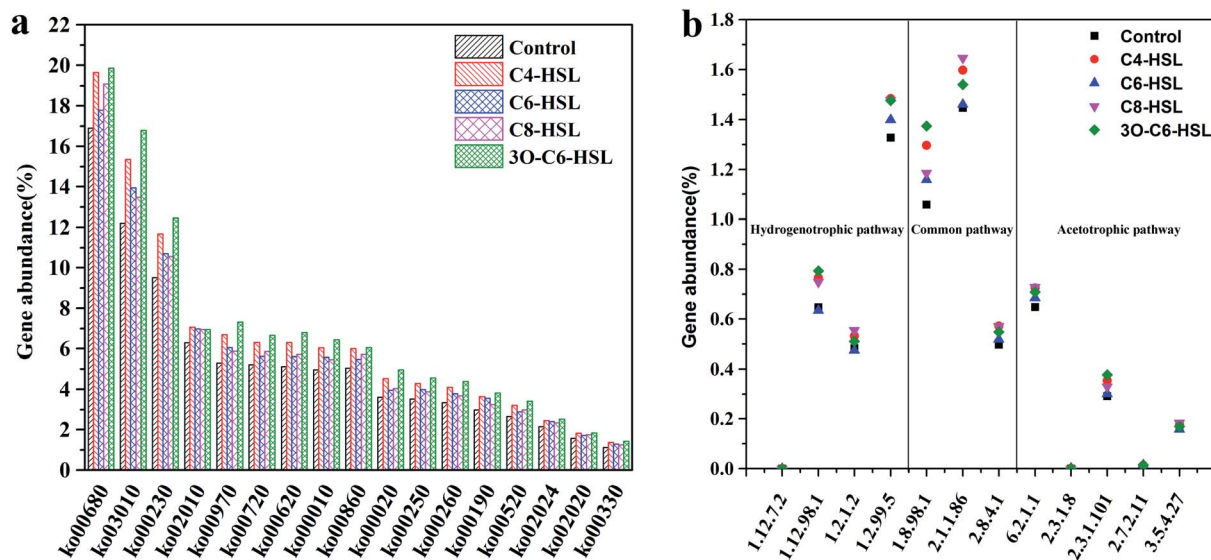 a
Gene abundance(%)
22
20
18
16
14
12
10
8
6
4
2
0
Control
C4-HSL
C6-HSL
C8-HSL
3O-C6-HSL
ko00680
ko03010
ko00230
ko02010
ko00970
ko00720
ko00620
ko00010
ko00860
ko00020
ko00250
ko00260
ko00190
ko00520
ko02024
ko02020
ko00330
b
Gene abundance(%)
1.8
1.6
1.4
1.2
1.0
0.8
0.6
0.4
0.2
0.0
Control
C4-HSL
C6-HSL
C8-HSL
3O-C6-HSL
Hydrogenotrophic pathway
Common pathway
Acetotrophic pathway
1.12.7.2
1.12.98.1
1.2.1.2
1.2.99.5
1.8.98.1
2.1.1.86
2.8.4.1
6.2.1.1
2.3.1.8
2.3.1.101
2.7.2.11
3.5.4.27